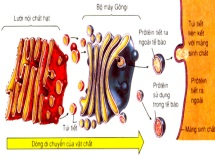 Lưới nội chất hạt
Bộ máy Gôngi
Prôtêin tiết ra
ngoài tế bào
Túi tiết
liên kết
với màng
sinh chất
Prôtêin
sử dụng
trong tế bào
Prôtêin
tiết ra
ngoài
Túi tiết
Màng sinh chất
Dòng di chuyển của vật chất